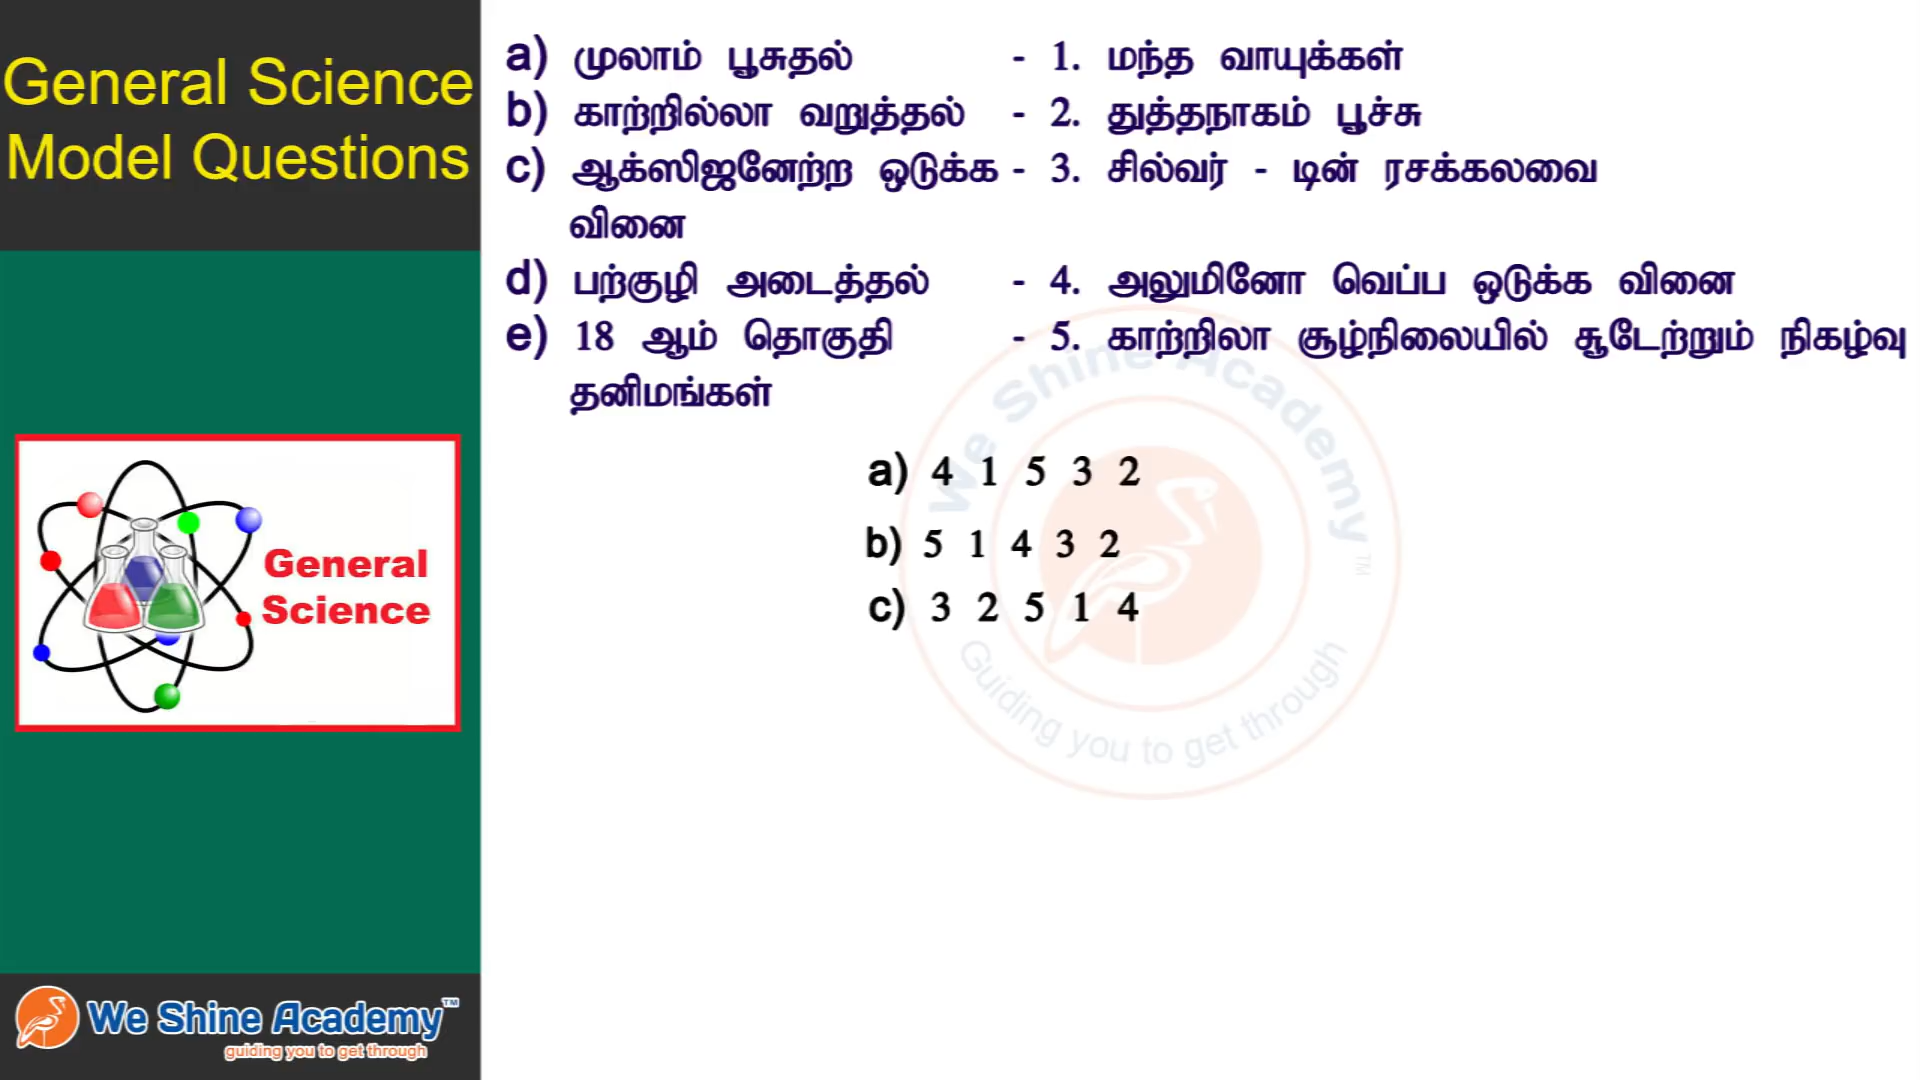 General Science
Model Questions
a) முலாம் பூசுதல் - 1. மந்த வாயுக்கள்
b) காற்றில்லா வறுத்தல் - 2. துத்தநாகம் பூச்சு
c) ஆக்ஸிஜனேற்ற ஒடுக்க - 3. சில்வர் - டின் ரசக்கலவை
வினை
d) பற்குழி அடைத்தல் - 4. அலுமினோ வெப்ப ஒடுக்க வினை
e) 18 ஆம் தொகுதி - 5. காற்றிலா சூழ்நிலையில் சூடேற்றும் நிகழ்வு
தனிமங்கள்
a) 4 1 5 3 2
b) 5 1 4 3 2
c) 3 2 5 1 4
General
Science
We Shine Academy™
guiding you to get through
We Shine Academy™
Guiding you to get through